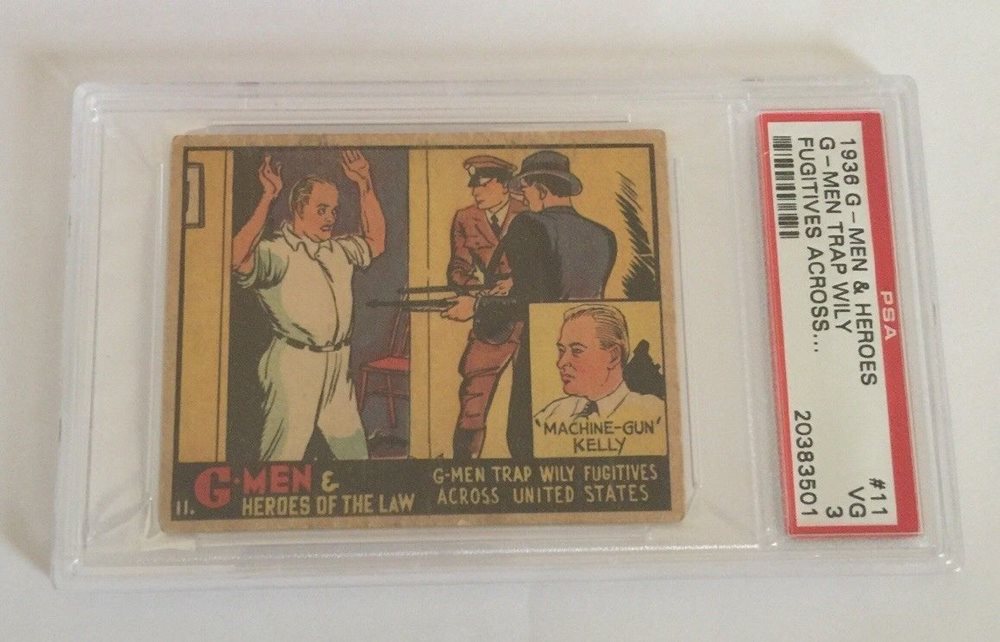 'MACHINE-GUN'
KELLY
11. G-MEN &
HEROES OF THE LAW
G-MEN TRAP WILY FUGITIVES
ACROSS UNITED STATES
PSA
1936 G-MEN & HEROES #11
G-MEN TRAP WILY VG
FUGITIVES ACROSS... 3
20383501